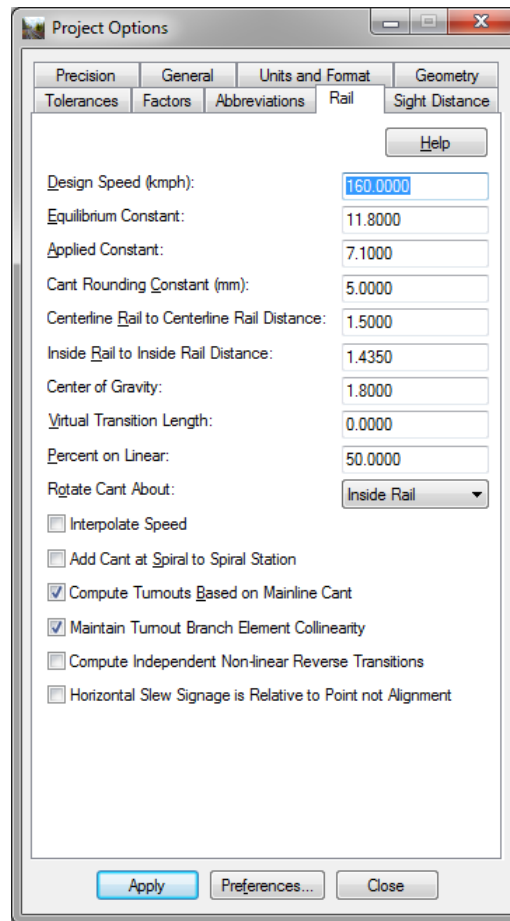 Project Options
Precision General Units and Format Geometry
Tolerances Factors Abbreviations Rail Sight Distance
Help
Design Speed (kmph): 160.0000
Equilibrium Constant: 11.8000
Applied Constant: 7.1000
Cant Rounding Constant (mm): 5.0000
Centerline Rail to Centerline Rail Distance: 1.5000
Inside Rail to Inside Rail Distance: 1.4350
Center of Gravity: 1.8000
Virtual Transition Length: 0.0000
Percent on Linear: 50.0000
Rotate Cant About: Inside Rail
Interpolate Speed
Add Cant at Spiral to Spiral Station
Compute Turnouts Based on Mainline Cant
Maintain Turnout Branch Element Collinearity
Compute Independent Non-linear Reverse Transitions
Horizontal Slew Signage is Relative to Point not Alignment
Apply Preferences... Close